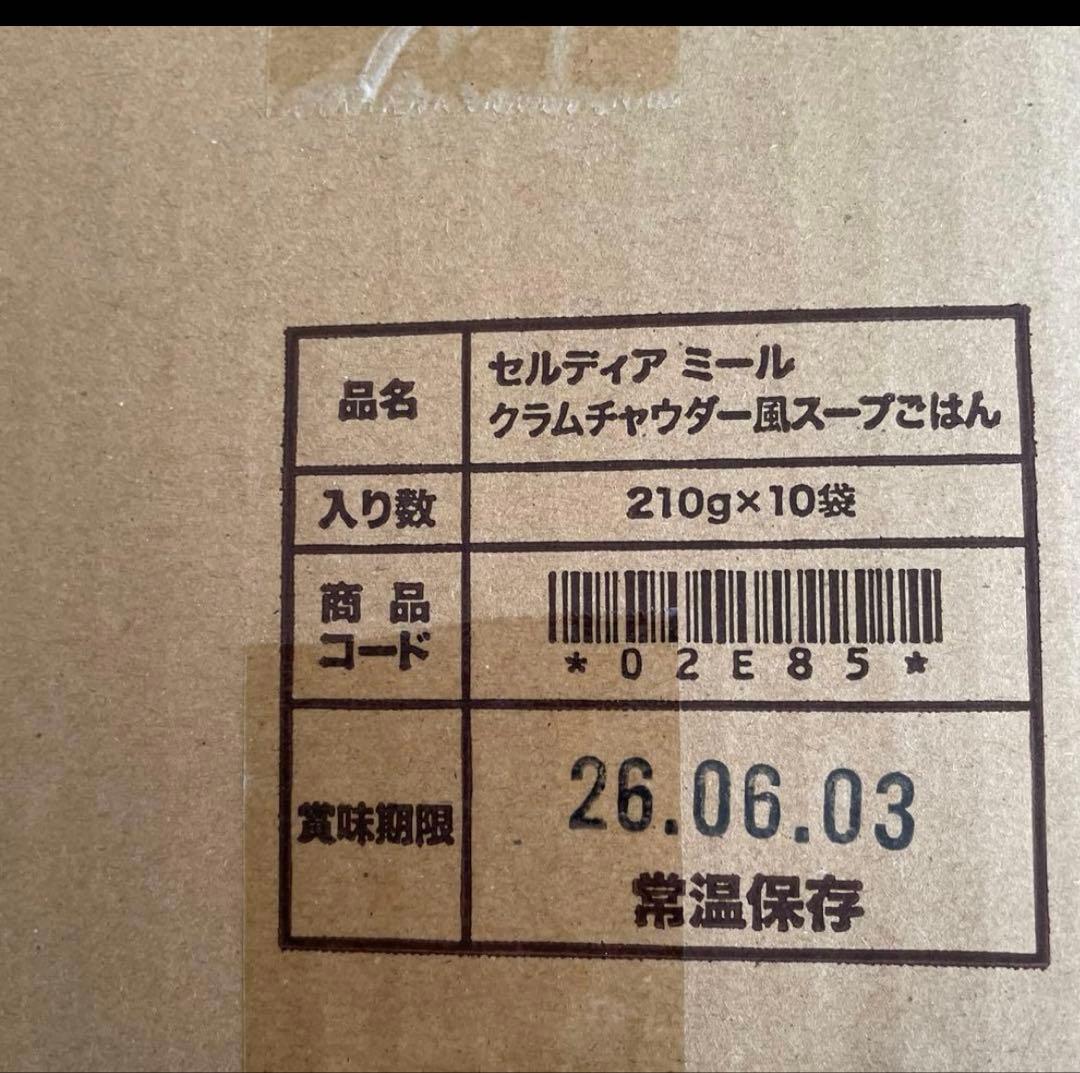 品名
セルディア ミール
クラムチャウダー風スープごはん
入り数
210g×10袋
商品
コード
*02E85*
賞味期限
26.06.03
常温保存